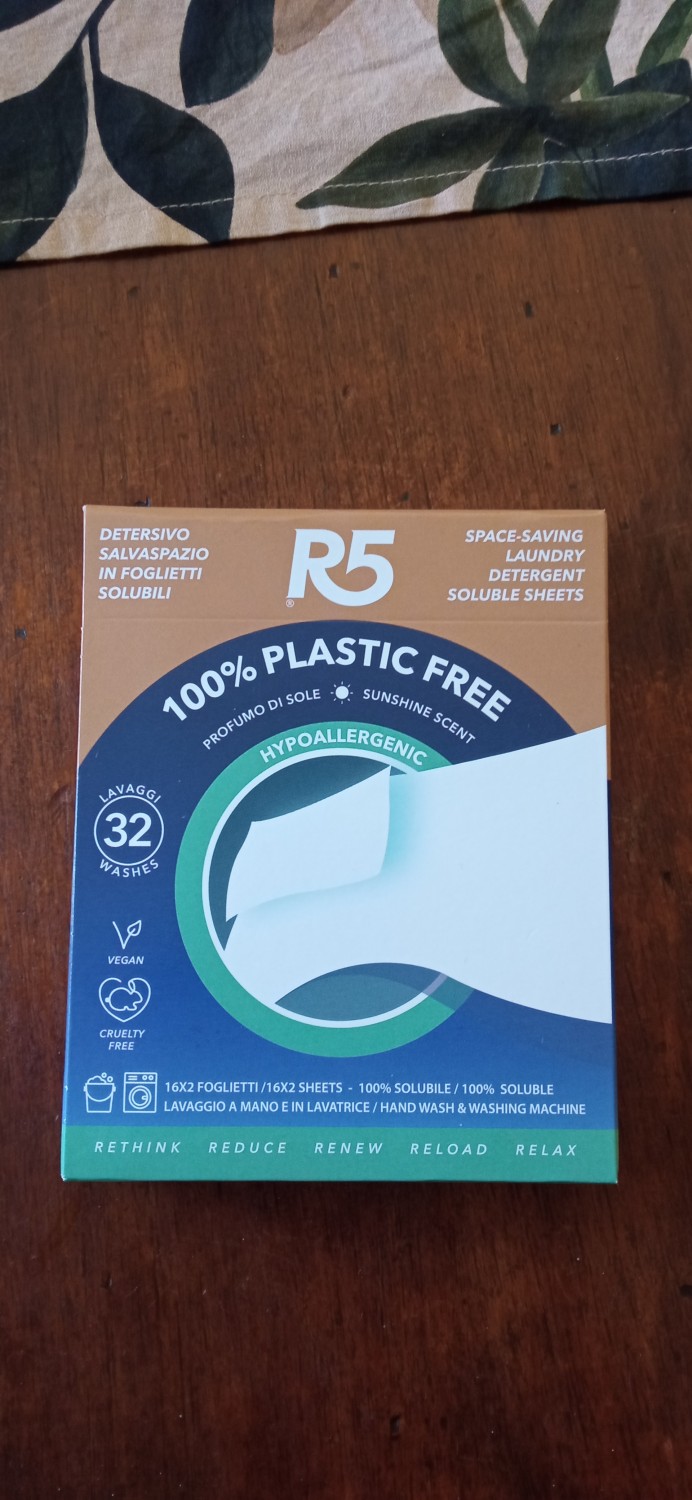 DETERSIVO
SALVASPAZIO
IN FOGLIETTI
SOLUBILI
R5
®
SPACE-SAVING
LAUNDRY
DETERGENT
SOLUBLE SHEETS
100% PLASTIC FREE
PROFUMO DI SOLE SUNSHINE SCENT
HYPOALLERGENIC
LAVAGGI
32
WASHES
VEGAN
CRUELTY
FREE
16X2 FOGLIETTI /16X2 SHEETS - 100% SOLUBILE / 100% SOLUBLE
LAVAGGIO A MANO E IN LAVATRICE / HAND WASH & WASHING MACHINE
RETHINK REDUCE RENEW RELOAD RELAX